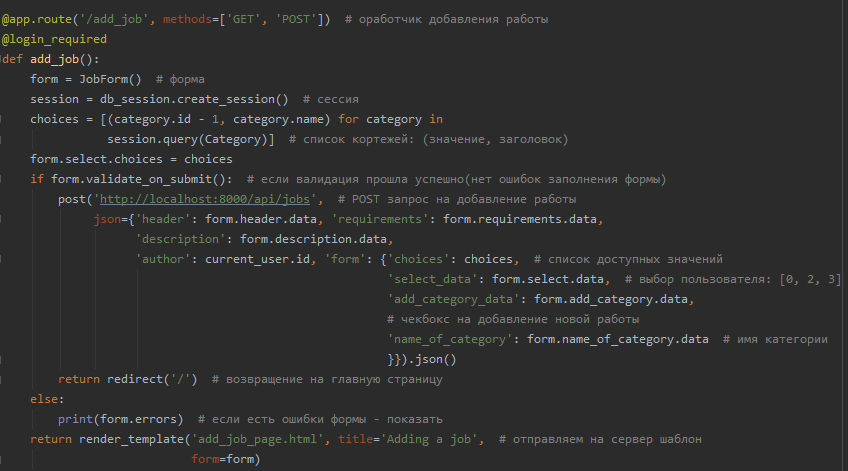 @app.route('/add_job', methods=['GET', 'POST'])  # оработчик добавления работы
@login_required
def add_job():
    form = JobForm()  # форма
    session = db_session.create_session()  # сессия
    choices = [(category.id - 1, category.name) for category in
               session.query(Category)]  # список кортежей: (значение, заголовок)
    form.select.choices = choices
    if form.validate_on_submit():  # если валидация прошла успешно(нет ошибок заполнения формы)
        post('http://localhost:8000/api/jobs',  # POST запрос на добавление работы
             json={'header': form.header.data, 'requirements': form.requirements.data,
                   'description': form.description.data,
                   'author': current_user.id, 'form': {'choices': choices,  # список доступных значений
                                                       'select_data': form.select.data,  # выбор пользователя: [0, 2, 3]
                                                       'add_category_data': form.add_category.data,
                                                       # чекбокс на добавление новой работы
                                                       'name_of_category': form.name_of_category.data  # имя категории
                                                       }}).json()
        return redirect('/')  # возвращение на главную страницу
    else:
        print(form.errors)  # если есть ошибки формы - показать
    return render_template('add_job_page.html', title='Adding a job',  # отправляем на сервер шаблон
                           form=form)